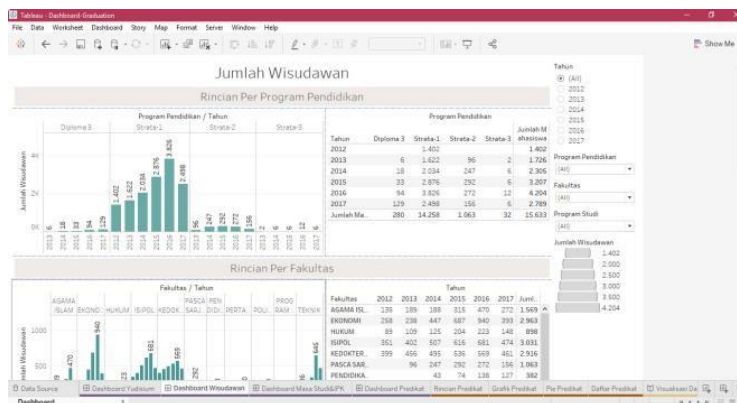 Tableau - Dashboard-Graduation
File Data Worksheet Dashboard Story Map Format Server Window Help
Show Me
Jumlah Wisudawan
Rincian Per Program Pendidikan
Program Pendidikan / Tahun
Diploma 3 Strata-1 Strata-2 Strata-3
Jumlah Wisudawan
4K
2K
0K
6 18 33 94 129 1.402 1.622 2.034 2.876 3.826 2.498 96 247 292 272 156 2 6 6 12 6
2013 2014 2015 2016 2017 2012 2013 2014 2015 2016 2017 2013 2014 2015 2016 2017 2013 2014 2015 2016 2017
Program Pendidikan
Tahun Diploma 3 Strata-1 Strata-2 Strata-3 Jumlah M
ahasiswa
2012 1.402 1.402
2013 6 1.622 96 2 1.726
2014 18 2.034 247 6 2.305
2015 33 2.876 292 6 3.207
2016 94 3.826 272 12 4.204
2017 129 2.498 156 6 2.789
Jumlah Ma.. 280 14.258 1.063 32 15.633
Tahun
(All)
2012
2013
2014
2015
2016
2017
Program Pendidikan
(All)
Fakultas
(All)
Program Studi
(All)
Jumlah Wisudawan
1.402
2.000
2.500
3.000
3.500
4.204
Rincian Per Fakultas
Fakultas / Tahun
AGAMA ISLAM EKONO.. HUKUM ISIPOL KEDOK.. PASCA SARJ.. PEN DIDI.. PERTA.. POLI.. PROG RAM TEKNIK
Jumlah Wisudawan
1000
500
470 940 23 681 569 292 645
Tahun
Fakultas 2012 2013 2014 2015 2016 2017 Juml..
AGAMA ISL.. 135 189 188 315 470 272 1.569
EKONOMI 258 238 447 687 940 393 2.963
HUKUM 89 109 125 204 223 148 898
ISIPOL 351 402 507 616 681 474 3.031
KEDOKTER.. 399 456 495 536 569 461 2.916
PASCA SAR.. 96 247 292 272 156 1.063
PENDIDIKA.. 43 74 138 127 382
Data Source Dashboard Yudisium Dashboard Wisudawan Dashboard Masa Studi&IPK Dashboard Predikat Rincian Predikat Grafik Predikat Pie Predikat Daftar Predikat Visualisasi Da
Dashboard